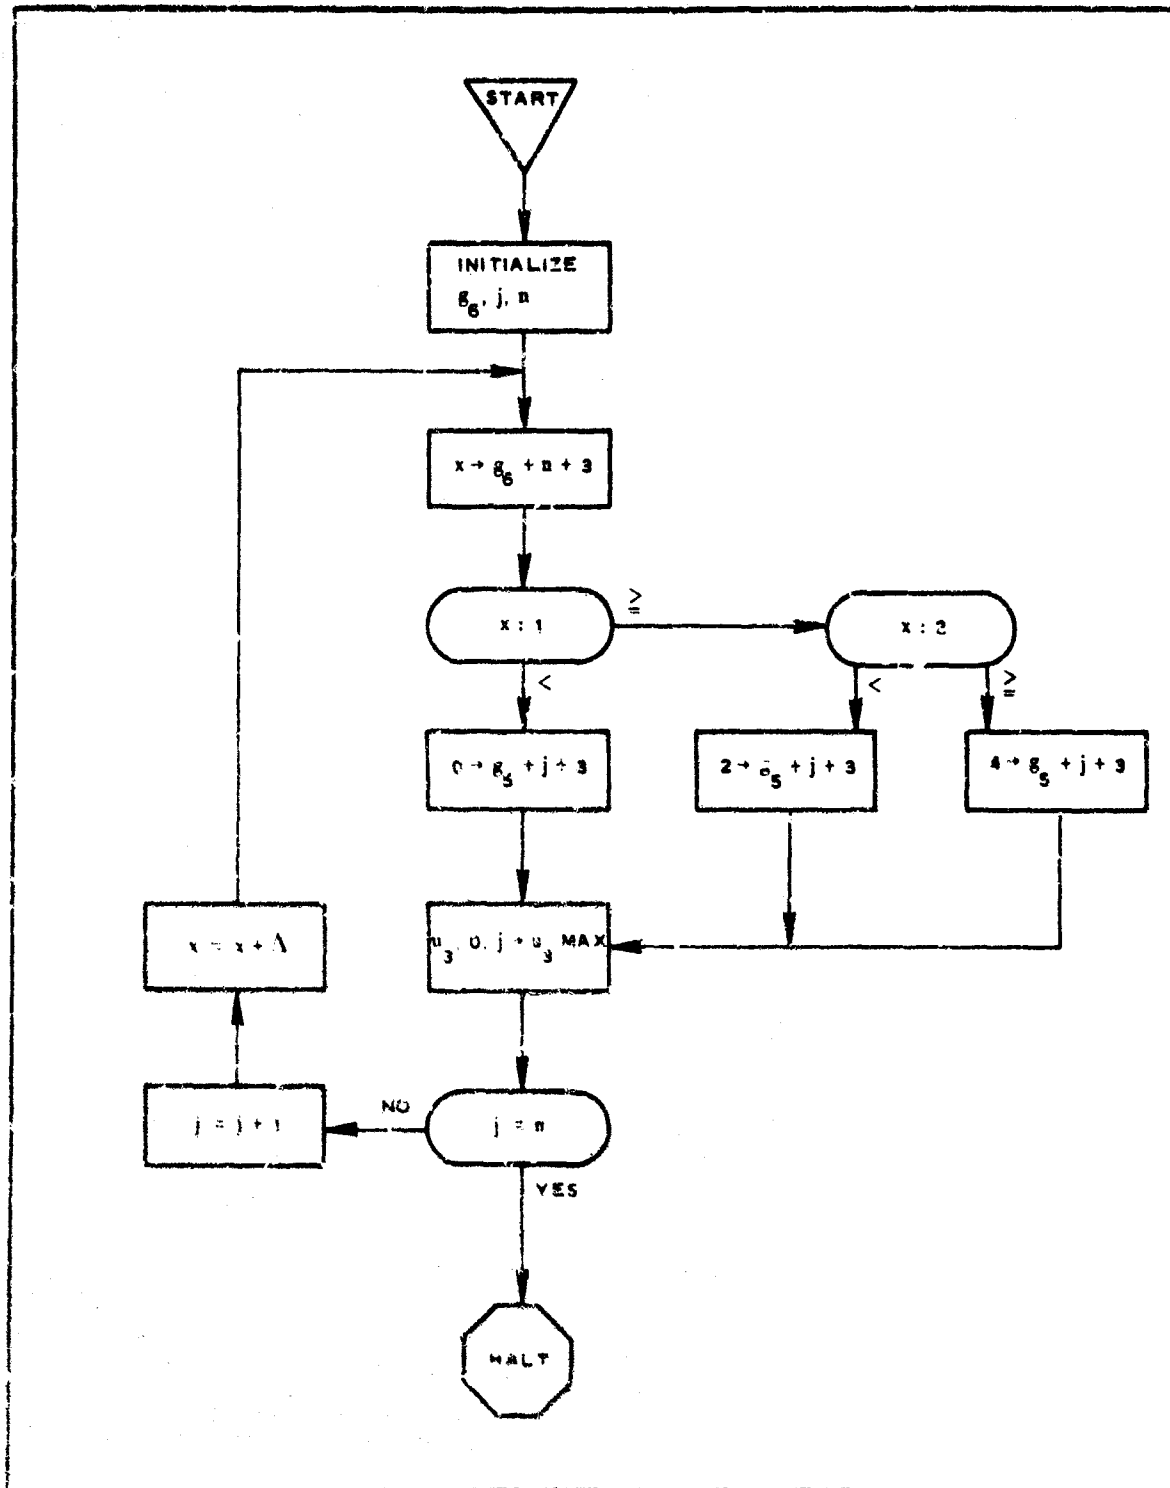 START
INITIALIZE
g₆, j, n
x → g₆ + n + 3
x : 1
≧
x : 2
<
<
≧
0 → g₅ + j + 3
2 → g₅ + j + 3
4 → g₅ + j + 3
x = x + Δ
u₃, 0, j + u₃ MAX
j = j + 1
NO
j = n
YES
HALT